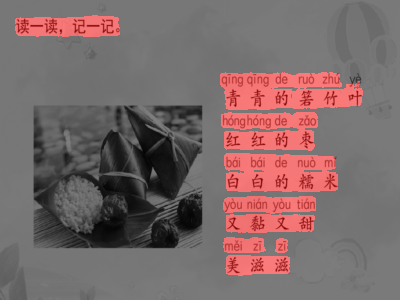 读一读，记一记。
qīng qīng de ruò zhú yè
青青的箬竹叶
hóng hóng de zǎo
红红的枣
bái bái de nuò mǐ
白白的糯米
yòu nián yòu tián
又黏又甜
měi zī zī
美滋滋